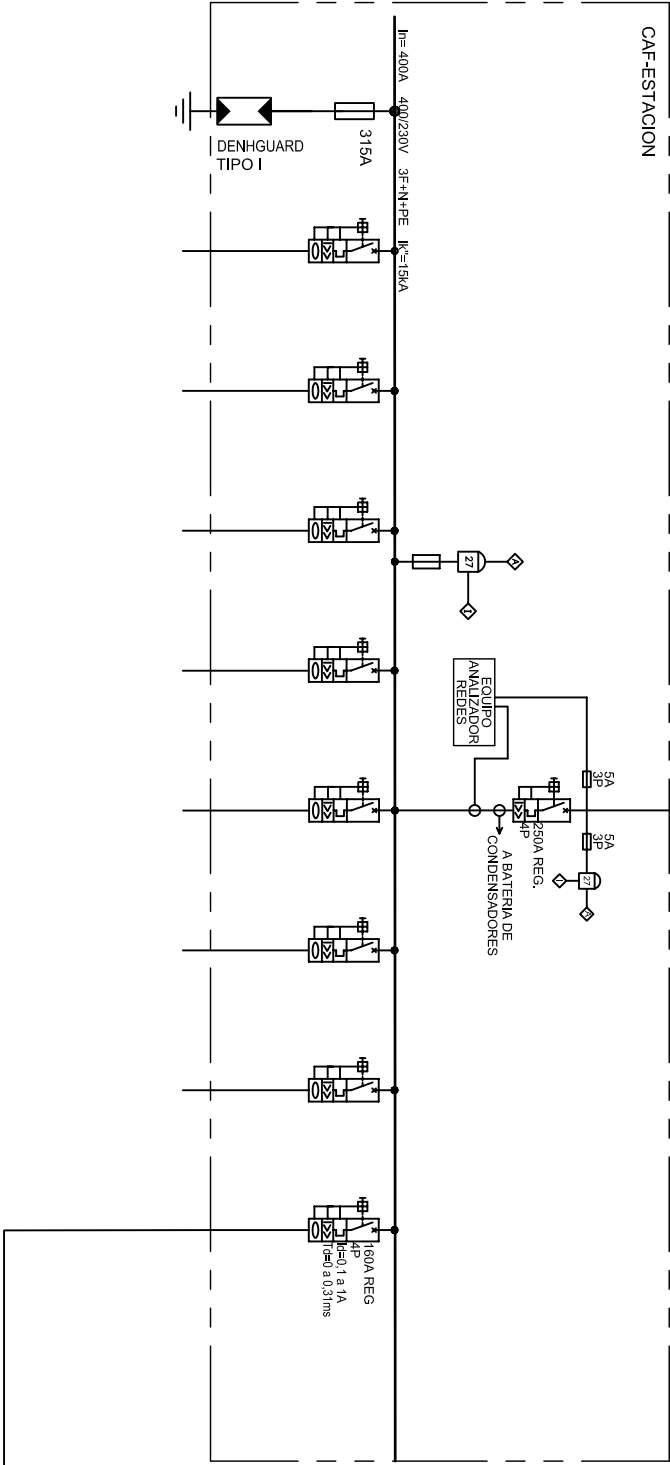 CAF-ESTACION
In= 400A 400/230V 3F+N+PE Ik"=15kA
315A
DENHGUARD
TIPO I
27
A
I
EQUIPO
ANALIZADOR
REDES
5A
3P
5A
3P
250A REG.
4P
A BATERIA DE
CONDENSADORES
27
I
A
160A REG
4P
Id=0,1 a 1A
Td=0 a 0,31ms